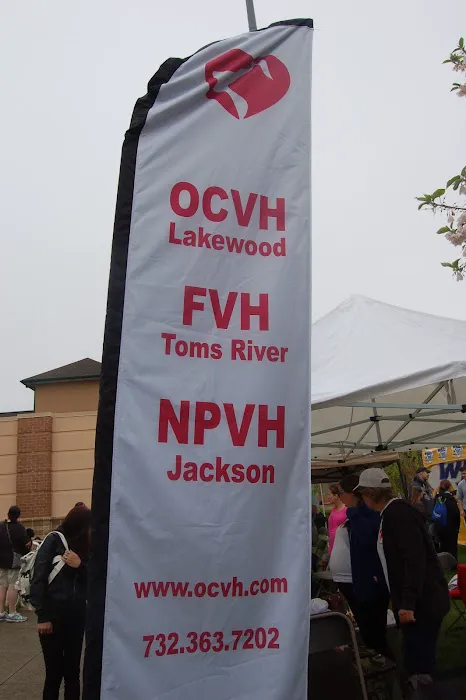 OCVH
Lakewood
FVH
Toms River
NPVH
Jackson
www.ocvh.com
732.363.7202